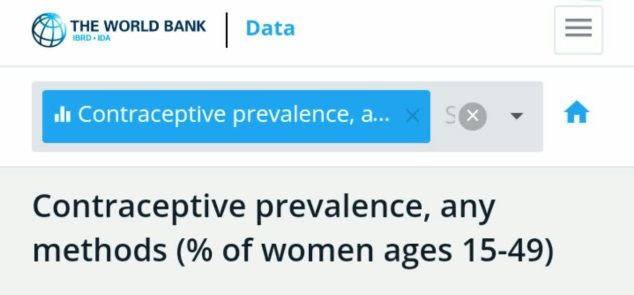 THE WORLD BANK
IBRD • IDA
Data
Contraceptive prevalence, a...
S
Contraceptive prevalence, any
methods (% of women ages 15-49)